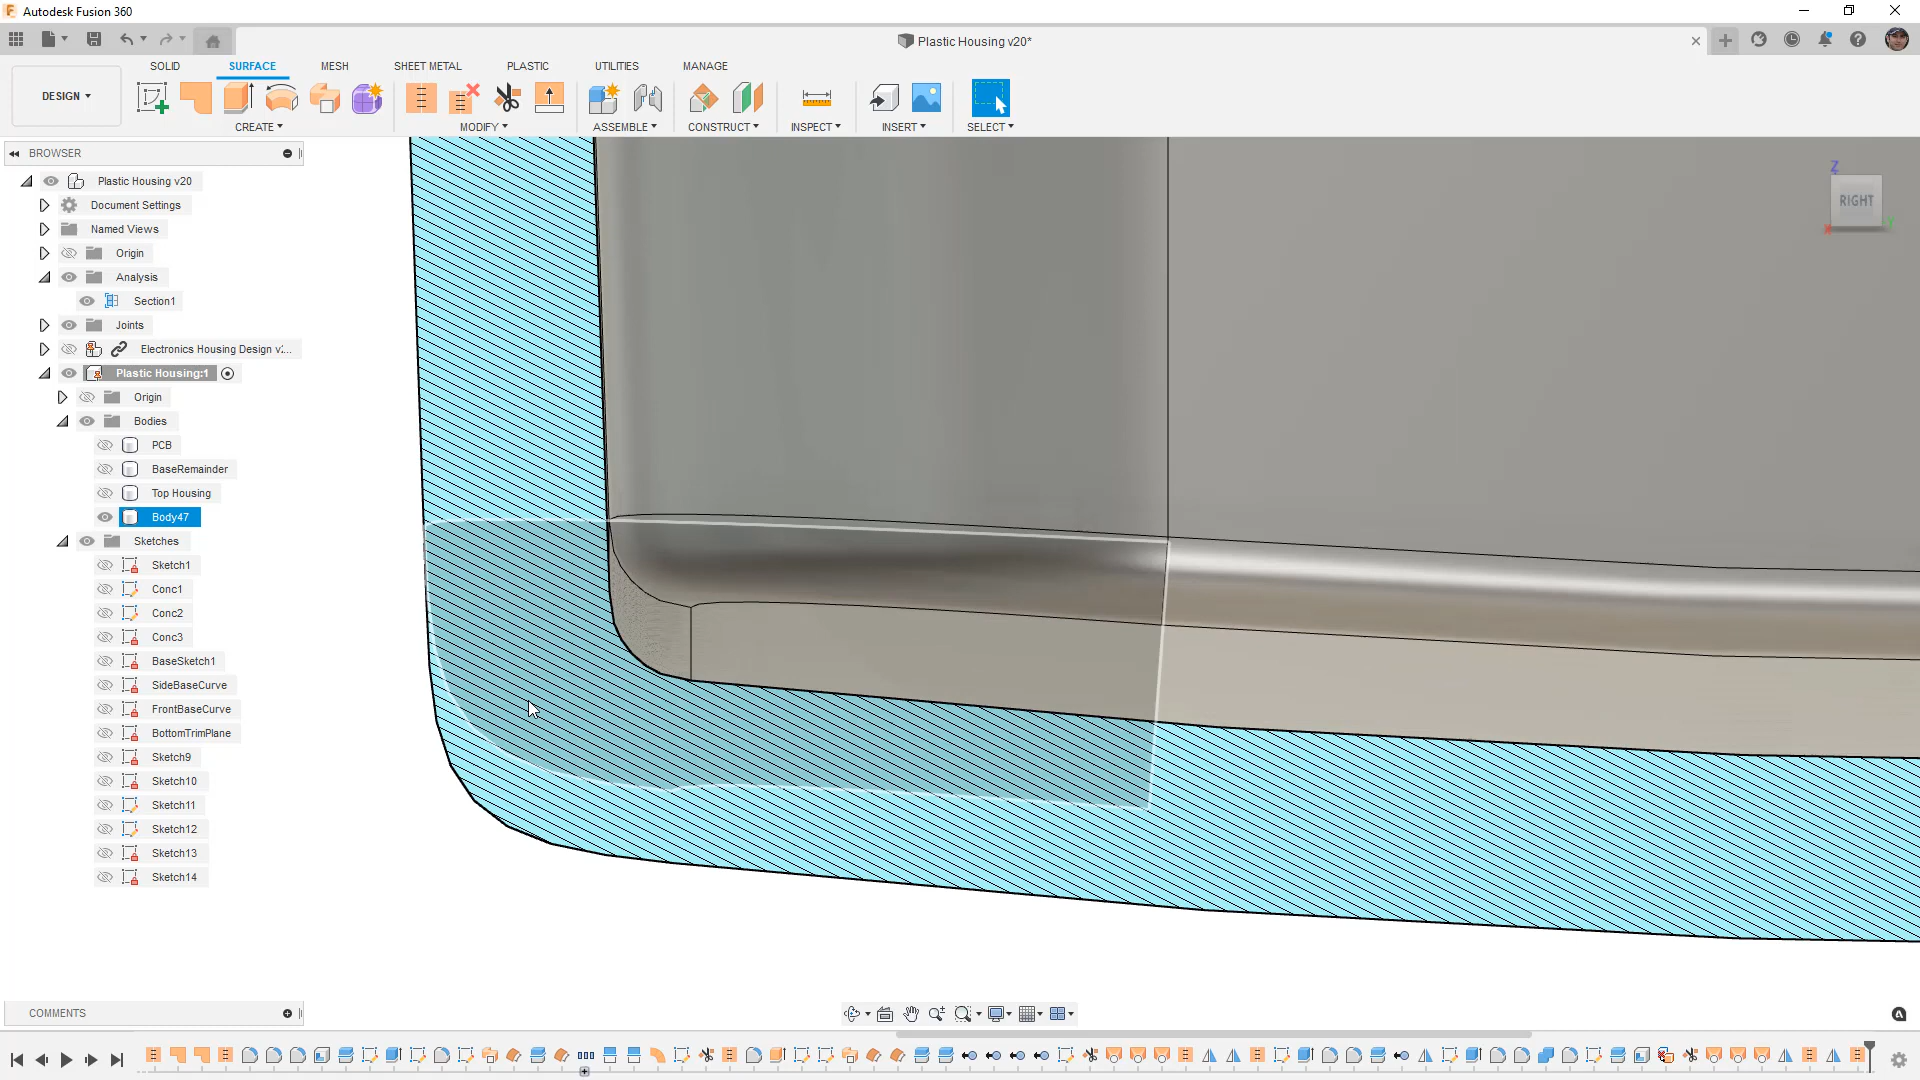 Autodesk Fusion 360
Plastic Housing v20*
SOLID
SURFACE
MESH
SHEET METAL
PLASTIC
UTILITIES
MANAGE
DESIGN
CREATE
MODIFY
ASSEMBLE
CONSTRUCT
INSPECT
INSERT
SELECT
BROWSER
Plastic Housing v20
Document Settings
Named Views
Origin
Analysis
Section1
Joints
Electronics Housing Design v2...
Plastic Housing:1
Origin
Bodies
PCB
BaseRemainder
Top Housing
Body47
Sketches
Sketch1
Conc1
Conc2
Conc3
BaseSketch1
SideBaseCurve
FrontBaseCurve
BottomTrimPlane
Sketch9
Sketch10
Sketch11
Sketch12
Sketch13
Sketch14
Z
RIGHT
X
Y
COMMENTS